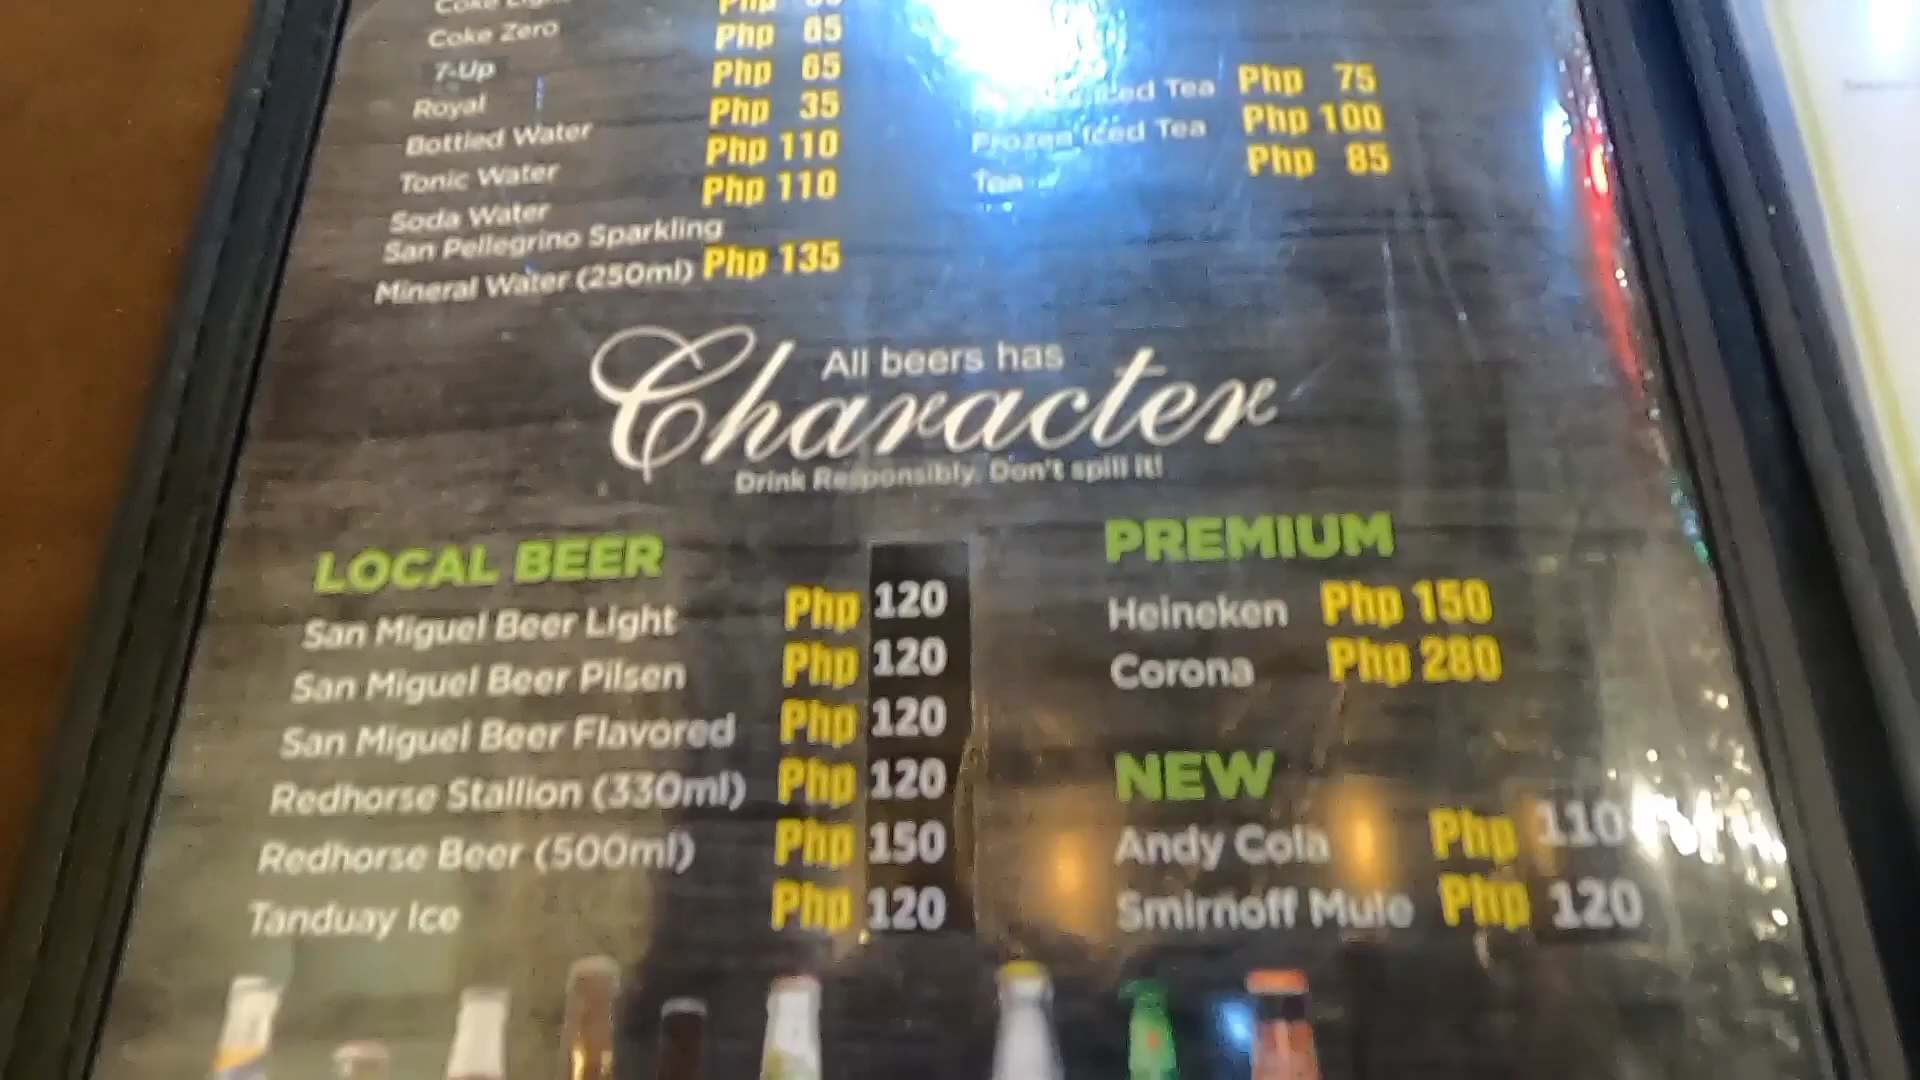 Coke Light
Coke Zero Php 65
7-Up Php 65
Royal Php 35
Bottled Water Php 110
Tonic Water Php 110
Soda Water
San Pellegrino Sparkling
Mineral Water (250ml) Php 135
Iced Tea Php 75
Frozen Iced Tea Php 100
Tea Php 85
All beers has
Character
Drink Responsibly. Don't spill it!
LOCAL BEER
San Miguel Beer Light Php 120
San Miguel Beer Pilsen Php 120
San Miguel Beer Flavored Php 120
Redhorse Stallion (330ml) Php 120
Redhorse Beer (500ml) Php 150
Tanduay Ice Php 120
PREMIUM
Heineken Php 150
Corona Php 280
NEW
Andy Cola Php 110
Smirnoff Mule Php 120